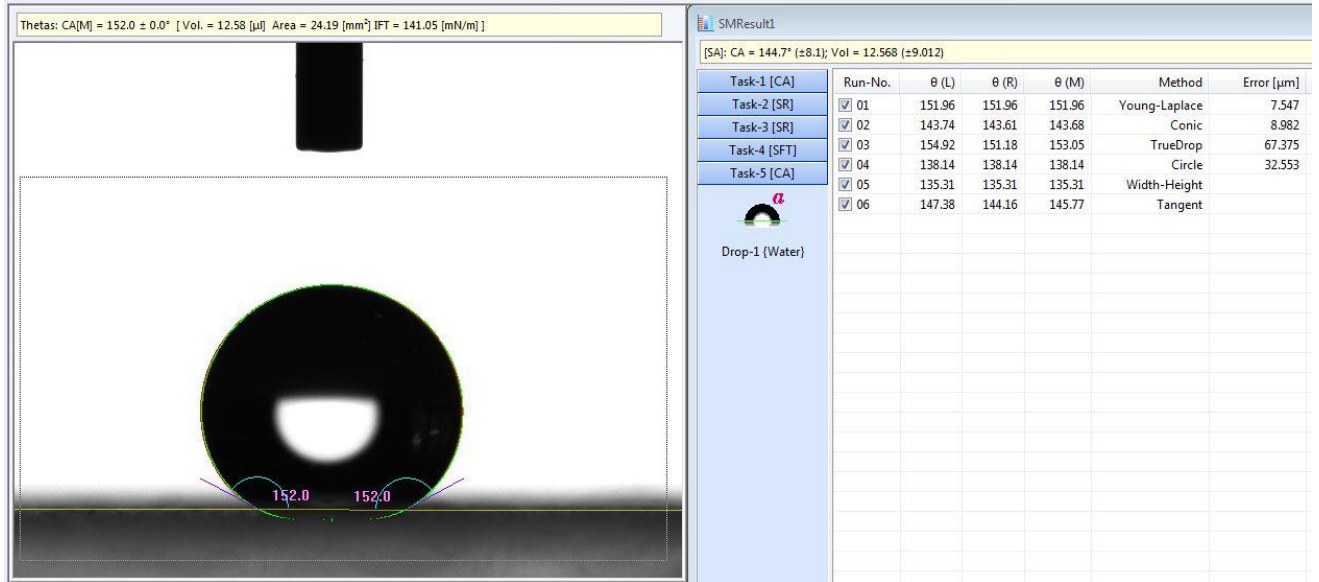 Thetas: CA[M] = 152.0 ± 0.0° [ Vol. = 12.58 [µl] Area = 24.19 [mm²] IFT = 141.05 [mN/m] ]
152.0 152.0
SMResult1
[SA]: CA = 144.7° (±8.1); Vol = 12.568 (±9.012)
Task-1 [CA]
Task-2 [SR]
Task-3 [SR]
Task-4 [SFT]
Task-5 [CA]
a
Drop-1 {Water}
Run-No. θ (L) θ (R) θ (M) Method Error [µm]
01 151.96 151.96 151.96 Young-Laplace 7.547
02 143.74 143.61 143.68 Conic 8.982
03 154.92 151.18 153.05 TrueDrop 67.375
04 138.14 138.14 138.14 Circle 32.553
05 135.31 135.31 135.31 Width-Height
06 147.38 144.16 145.77 Tangent